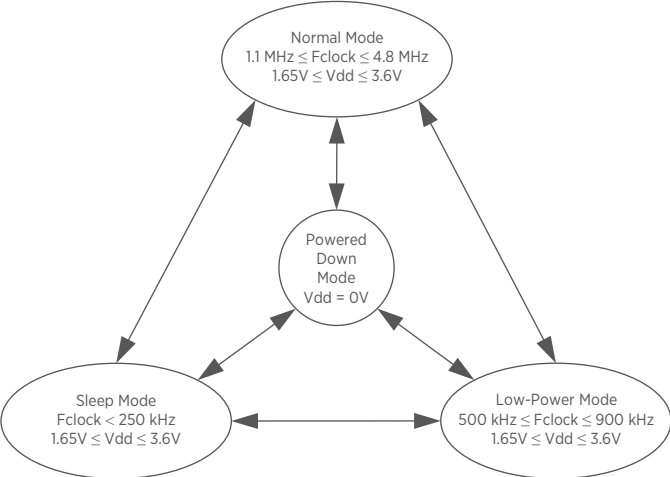 Normal Mode
1.1 MHz ≤ Fclock ≤ 4.8 MHz
1.65V ≤ Vdd ≤ 3.6V
Powered
Down
Mode
Vdd = 0V
Sleep Mode
Fclock < 250 kHz
1.65V ≤ Vdd ≤ 3.6V
Low-Power Mode
500 kHz ≤ Fclock ≤ 900 kHz
1.65V ≤ Vdd ≤ 3.6V